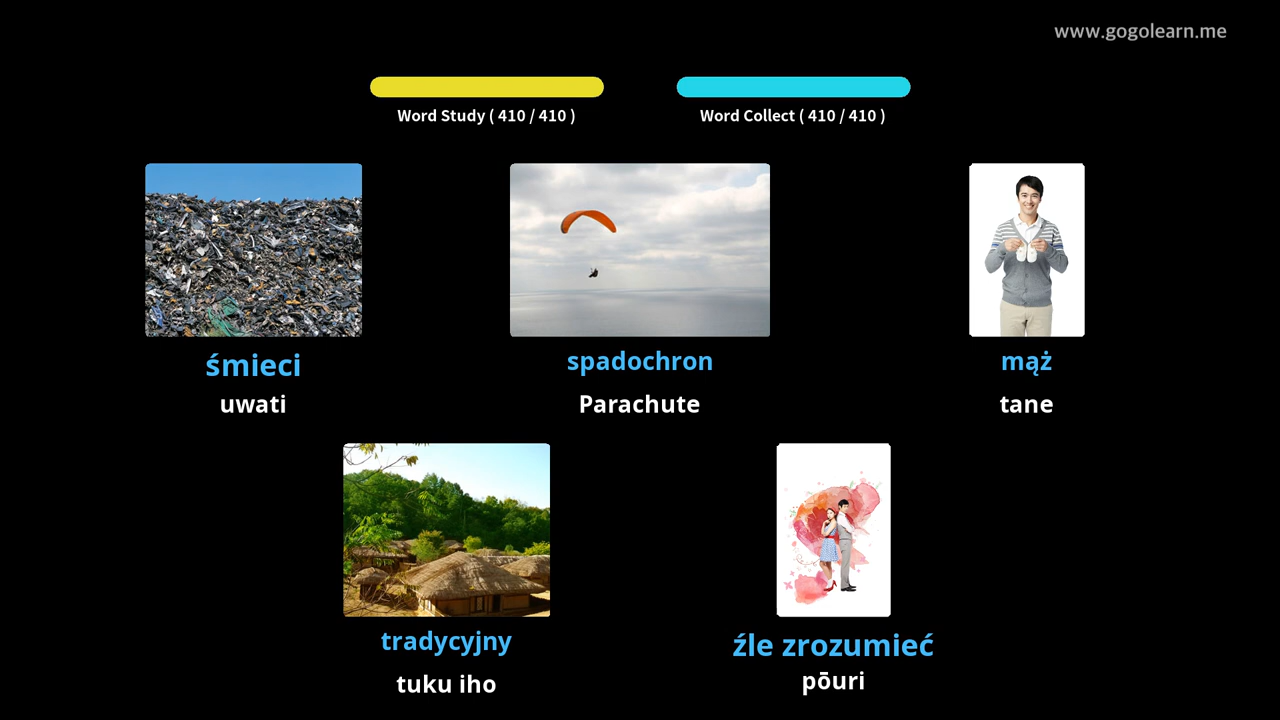 www.gogolearn.me
Word Study ( 410 / 410 )
Word Collect ( 410 / 410 )
śmieci
uwati
spadochron
Parachute
mąż
tane
tradycyjny
tuku iho
źle zrozumieć
pōuri